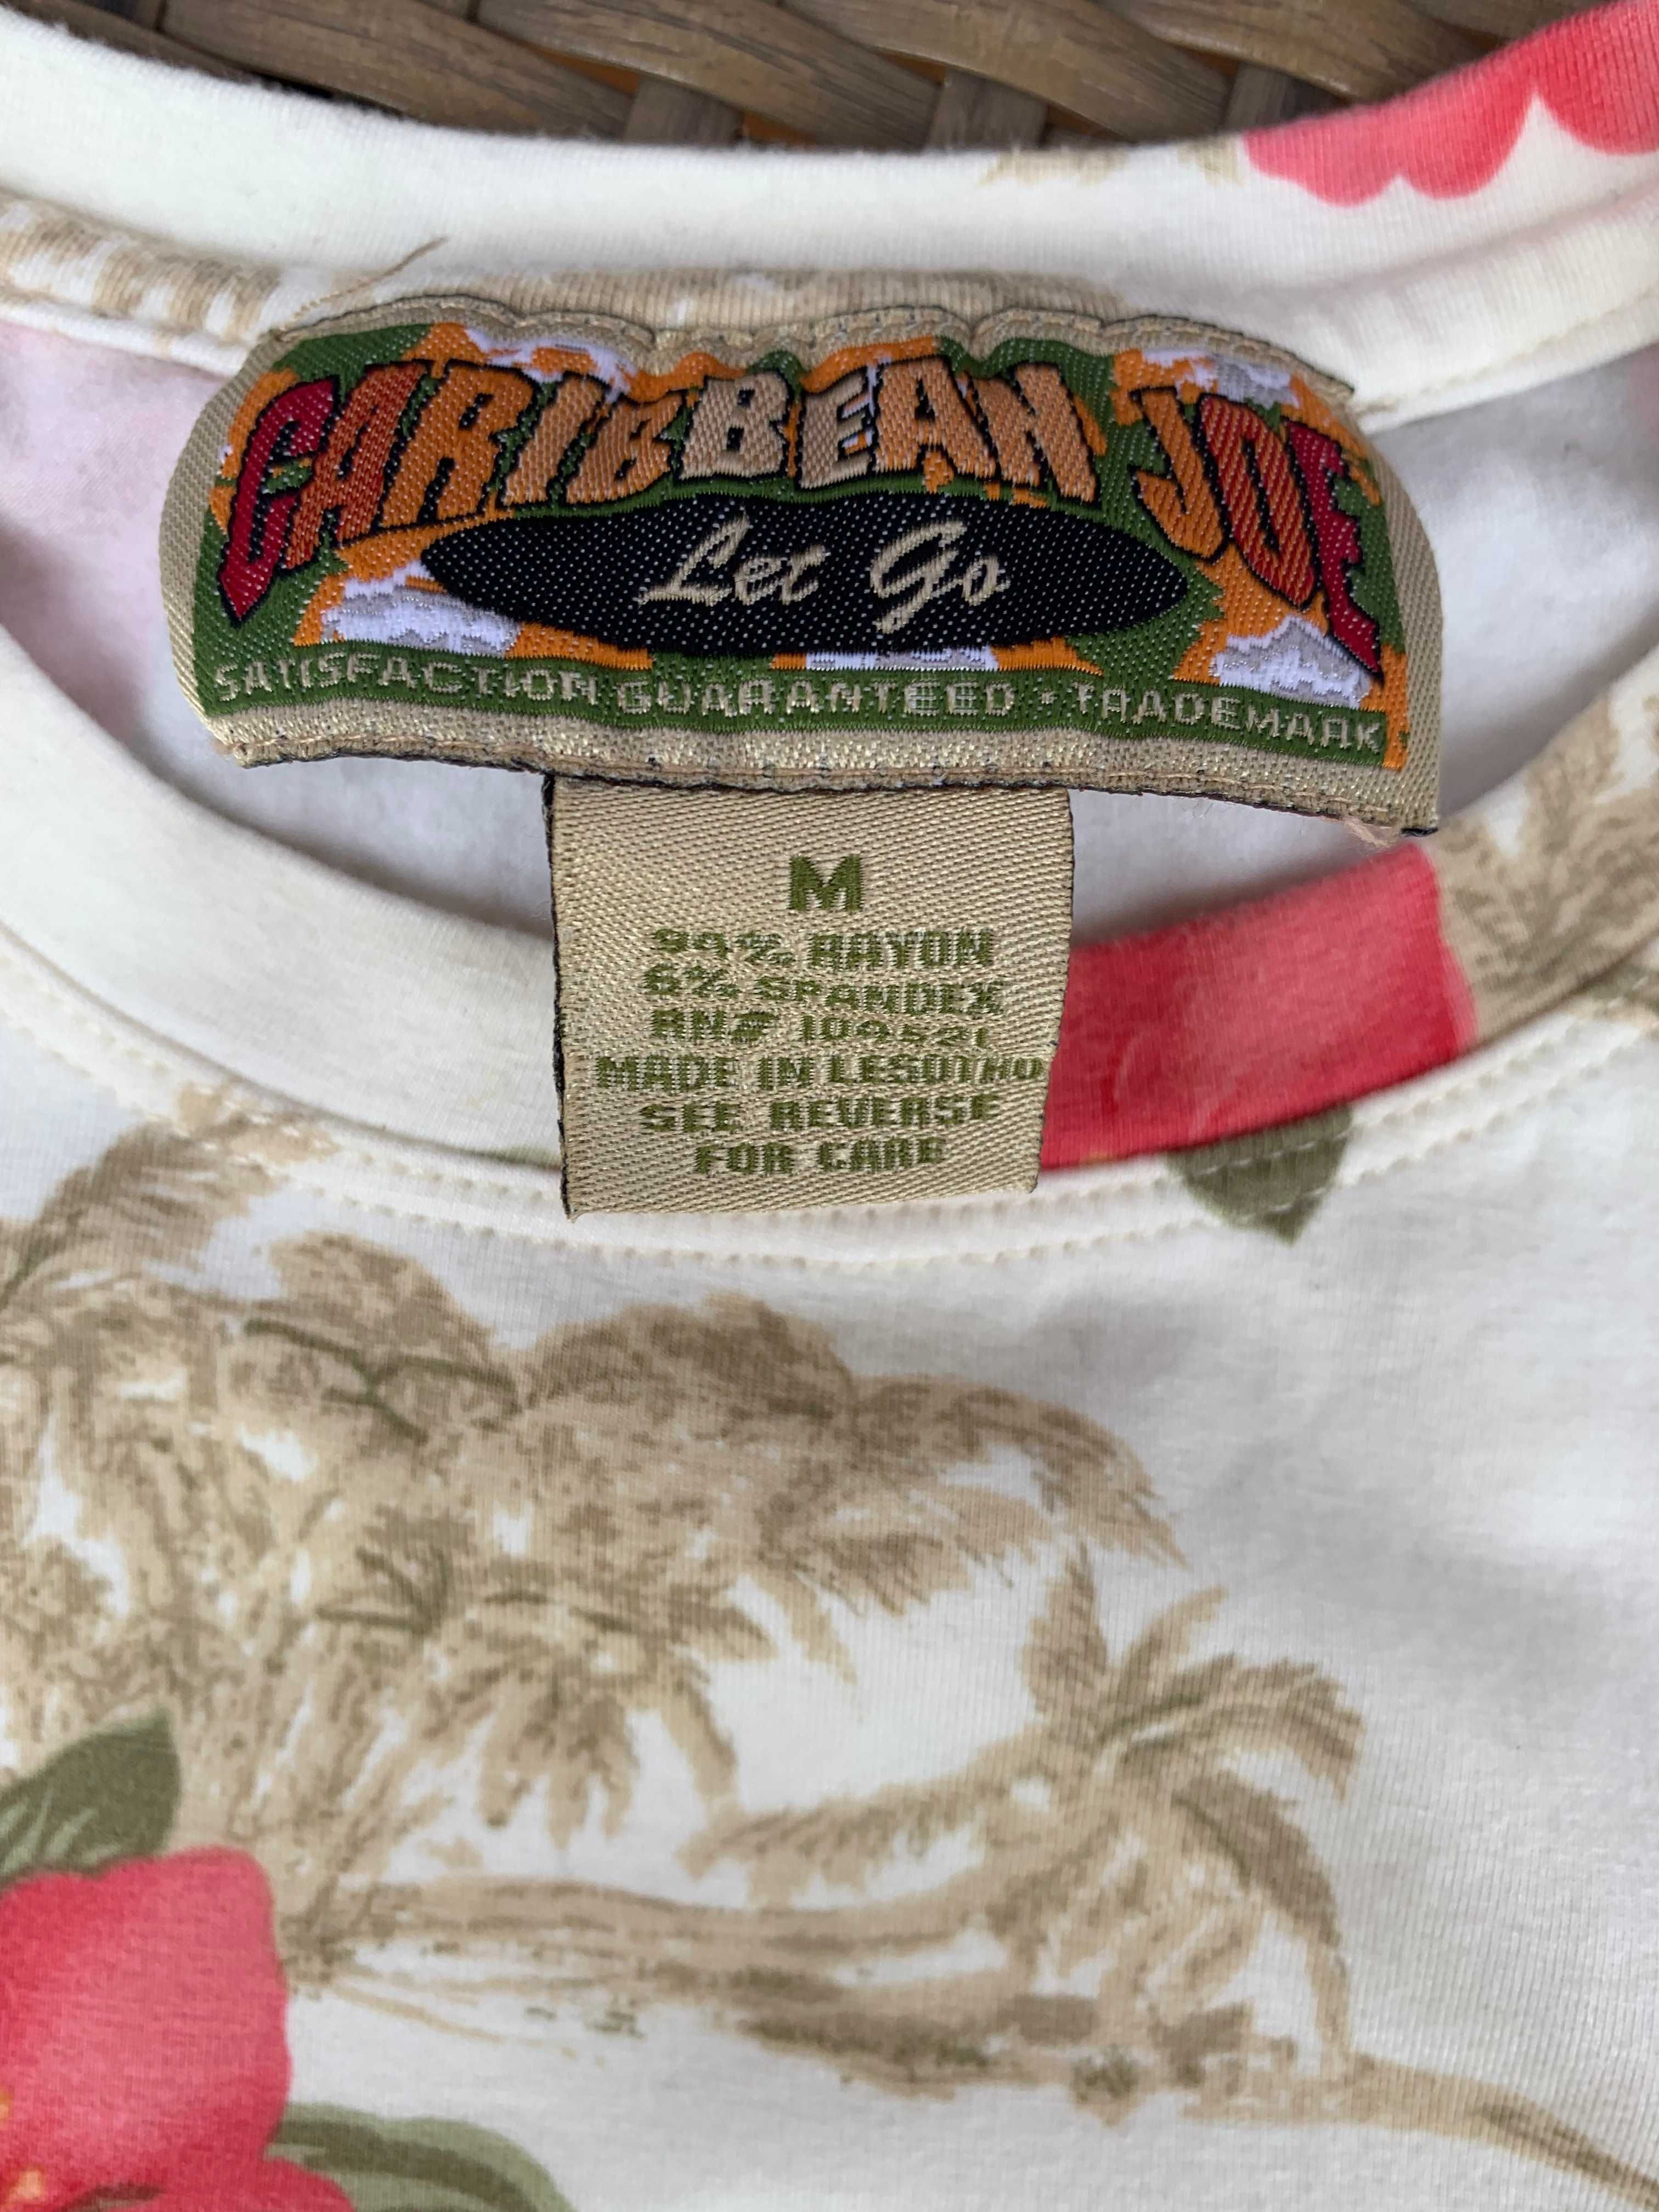 CARIBBEAN JOE
Let Go
SATISFACTION GUARANTEED • TRADEMARK
M
94% RAYON
6% SPANDEX
RN# 104521
MADE IN LESOTHO
SEE REVERSE
FOR CARE